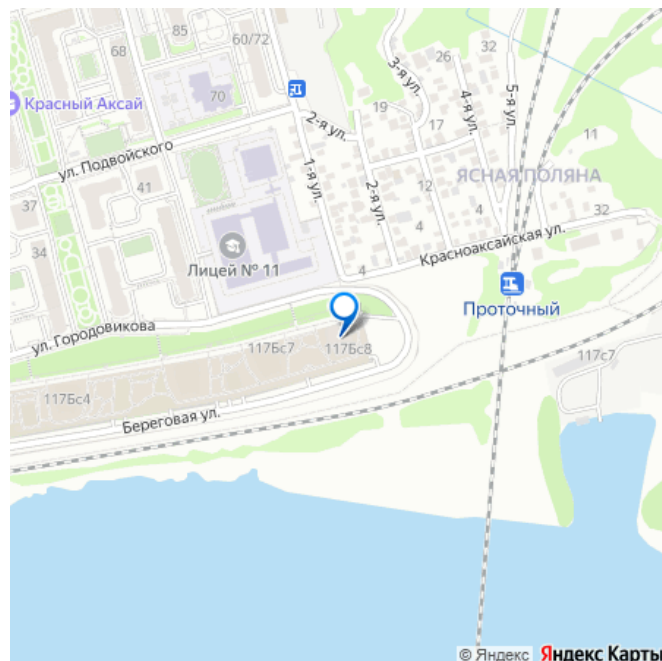 60/72
85
68
32
26
3-я ул.
5-я ул.
4-я ул.
Красный Аксай
70
19
2-я ул.
17
11
ул. Подвойского
1-я ул.
2-я ул.
ЯСНАЯ ПОЛЯНА
41
12
37
4
4
32
34
Лицей № 11
Красноаксайская ул.
4
Проточный
ул. Городовикова
117Бс7
117Бс8
117с7
117Бс4
Береговая ул.
© Яндекс Яндекс Карты